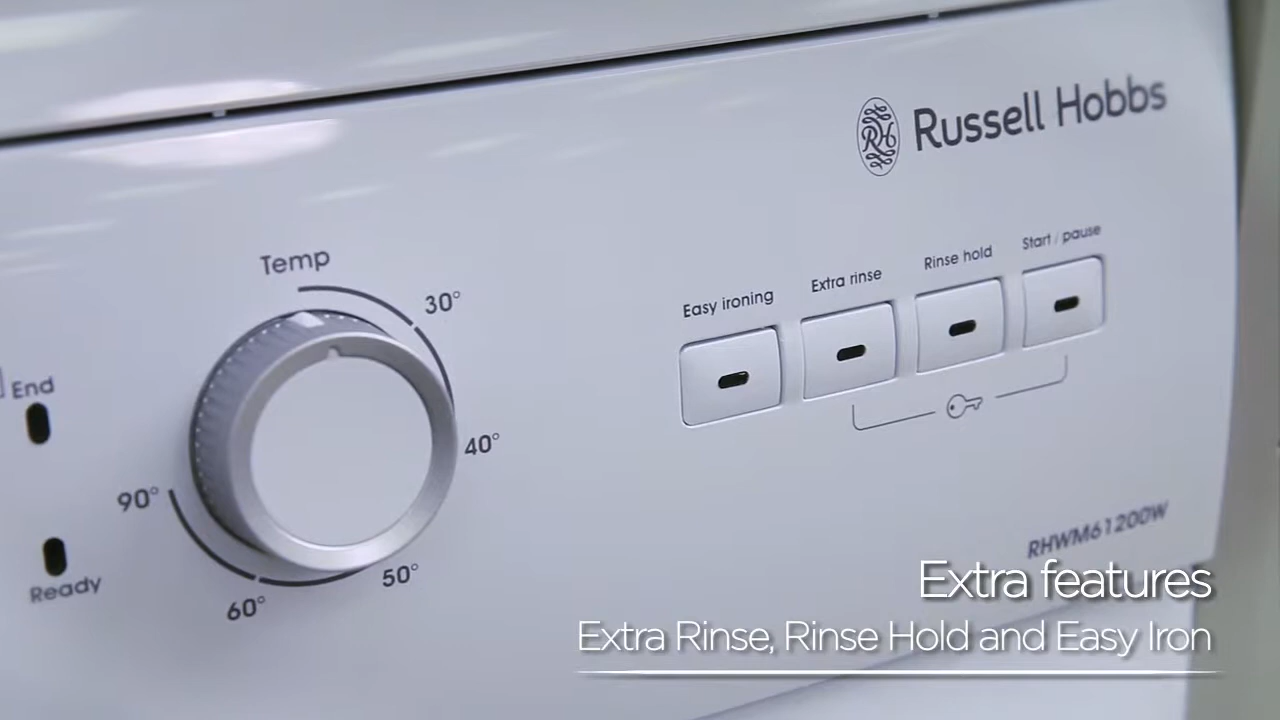 RH Russell Hobbs
Temp
30°
40°
50°
60°
90°
End
Ready
Easy ironing
Extra rinse
Rinse hold
Start / pause
RHWM61200W
Extra features
Extra Rinse, Rinse Hold and Easy Iron